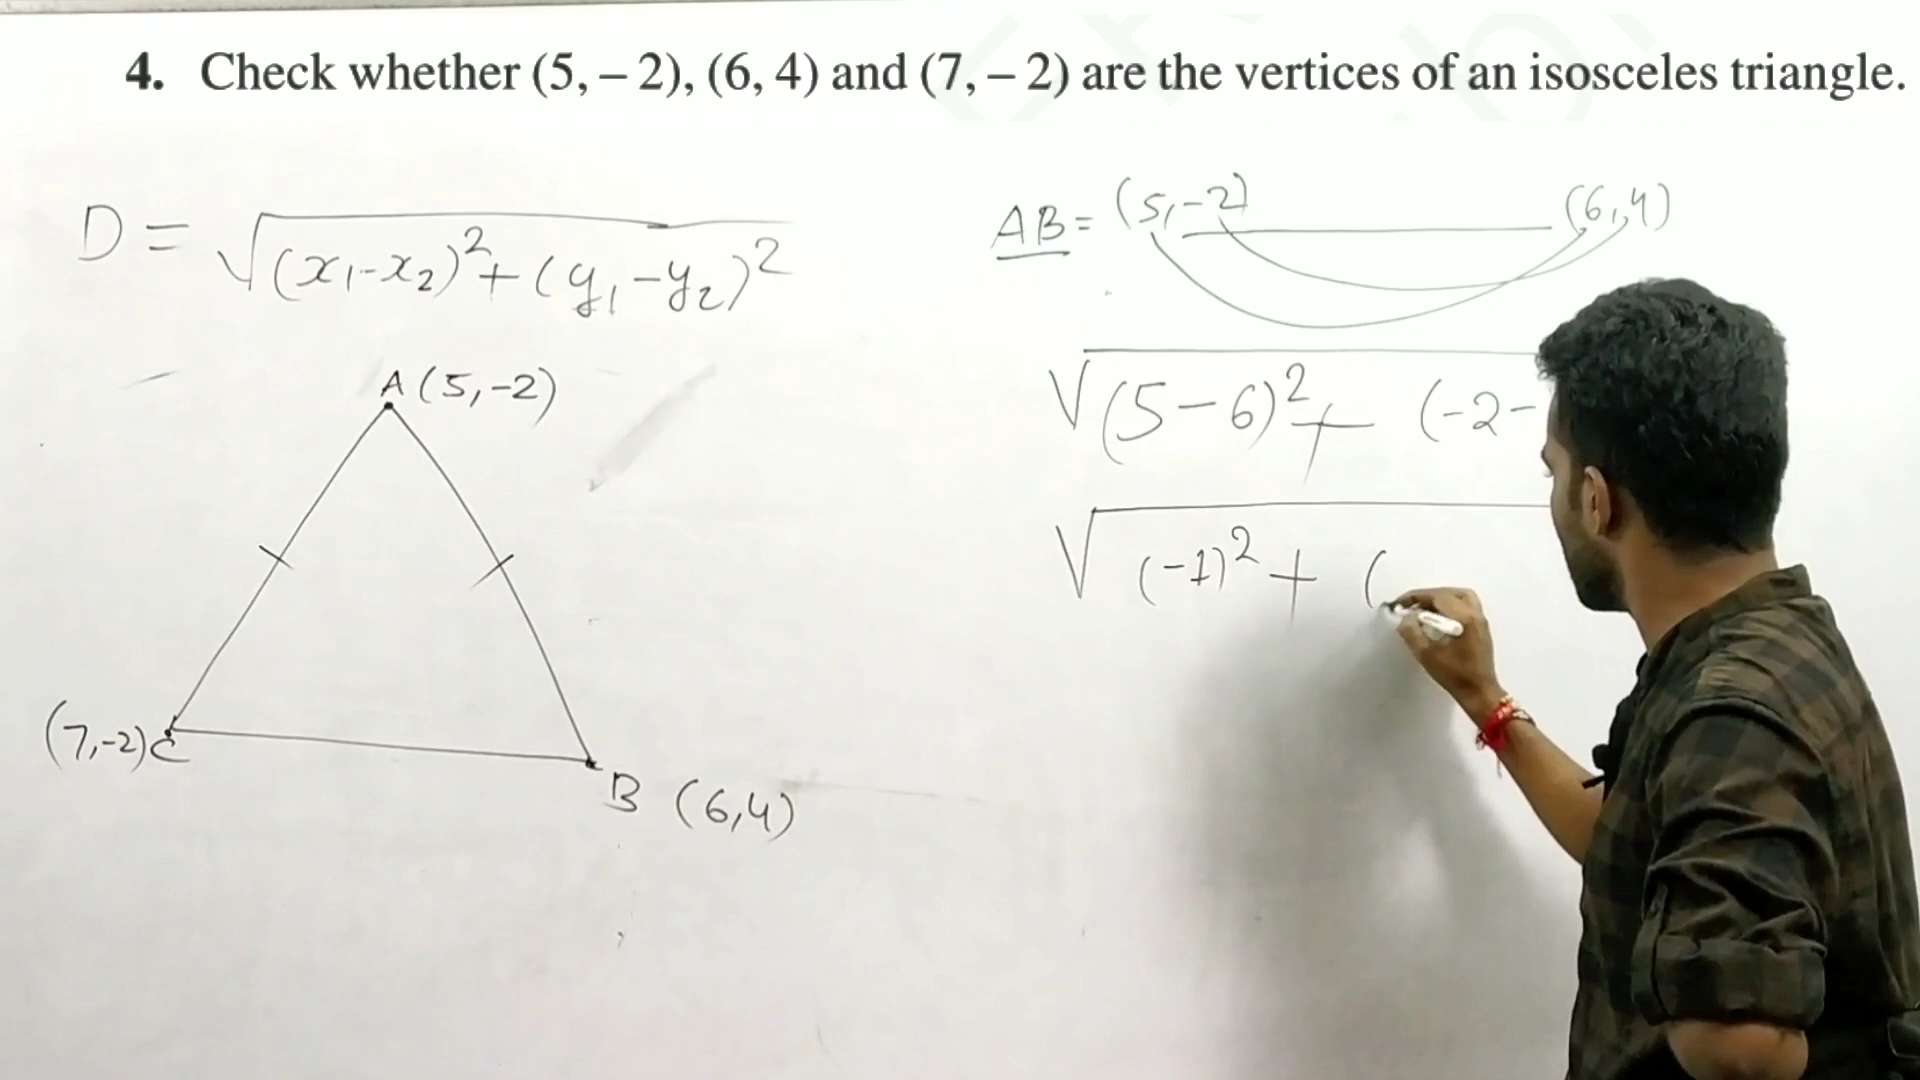 4. Check whether (5, – 2), (6, 4) and (7, – 2) are the vertices of an isosceles triangle.
D = √(x₁-x₂)²+(y₁-y₂)²
A (5,-2)
(7,-2) C
B (6,4)
AB = (5,-2) (6,4)
√(5-6)² + (-2-
√(-1)² + (